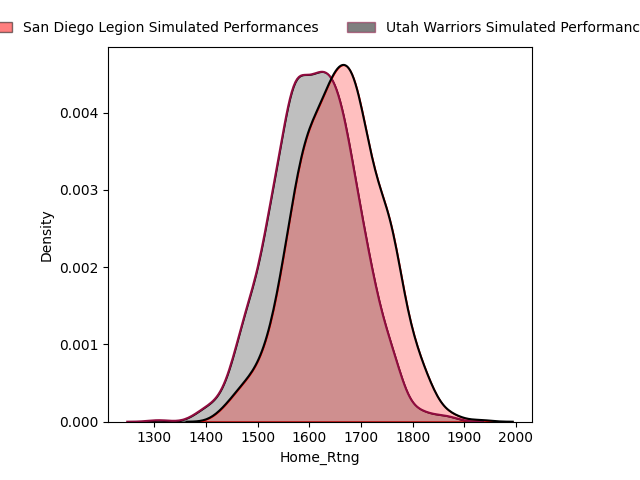 San Diego Legion Simulated Performances Utah Warriors Simulated Performanc
0.004
0.003
0.002
0.001
0.000
Density
1300 1400 1500 1600 1700 1800 1900 2000
Home_Rtng